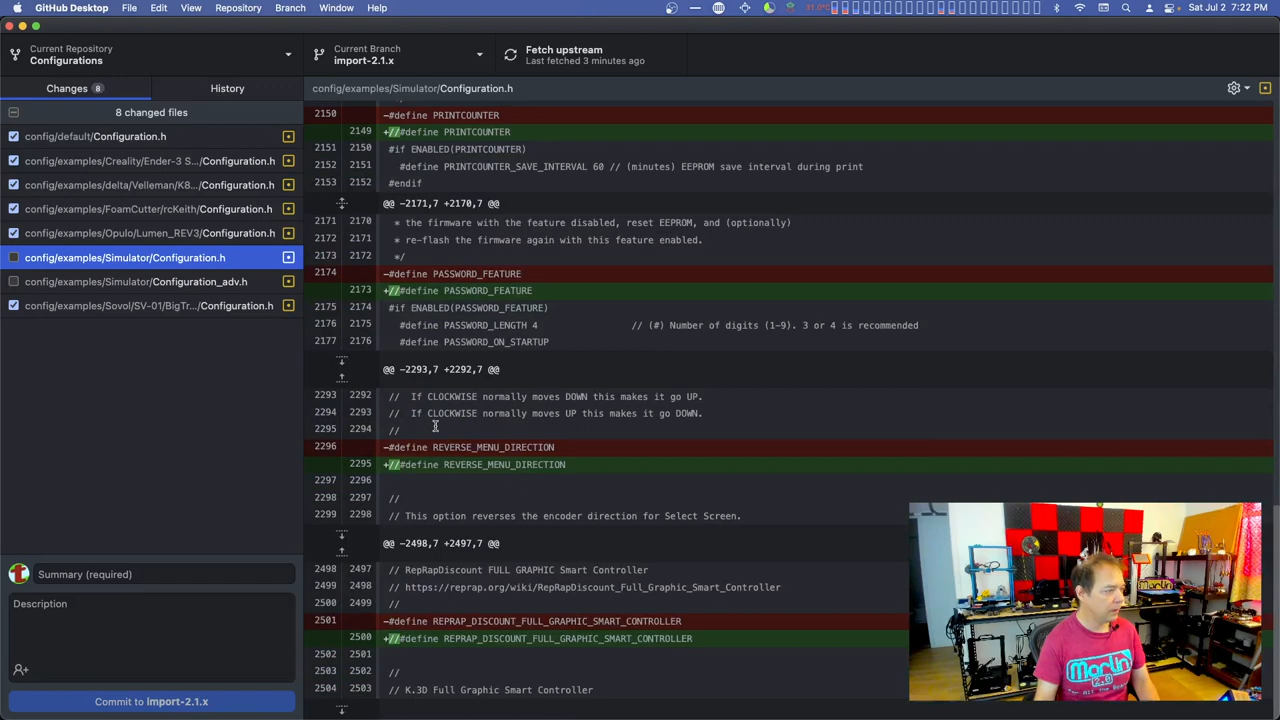 GitHub Desktop File Edit View Repository Branch Window Help
31.0°C
Sat Jul 2 7:22 PM
Current Repository
Configurations
Current Branch
import-2.1.x
Fetch upstream
Last fetched 3 minutes ago
Changes 8
History
config/examples/Simulator/Configuration.h
8 changed files
config/default/Configuration.h
config/examples/Creality/Ender-3 S.../Configuration.h
config/examples/delta/Velleman/K8.../Configuration.h
config/examples/FoamCutter/rcKeith/Configuration.h
config/examples/Opulo/Lumen_REV3/Configuration.h
config/examples/Simulator/Configuration.h
config/examples/Simulator/Configuration_adv.h
config/examples/Sovol/SV-01/BigTr.../Configuration.h
2150 -#define PRINTCOUNTER
2149 +//#define PRINTCOUNTER
2151 2150 #if ENABLED(PRINTCOUNTER)
2152 2151 #define PRINTCOUNTER_SAVE_INTERVAL 60 // (minutes) EEPROM save interval during print
2153 2152 #endif
@@ -2171,7 +2170,7 @@
2171 2170 * the firmware with the feature disabled, reset EEPROM, and (optionally)
2172 2171 * re-flash the firmware again with this feature enabled.
2173 2172 */
2174 -#define PASSWORD_FEATURE
2173 +//#define PASSWORD_FEATURE
2175 2174 #if ENABLED(PASSWORD_FEATURE)
2176 2175 #define PASSWORD_LENGTH 4 // (#) Number of digits (1-9). 3 or 4 is recommended
2177 2176 #define PASSWORD_ON_STARTUP
@@ -2293,7 +2292,7 @@
2293 2292 // If CLOCKWISE normally moves DOWN this makes it go UP.
2294 2293 // If CLOCKWISE normally moves UP this makes it go DOWN.
2295 2294 //
2296 -#define REVERSE_MENU_DIRECTION
2295 +//#define REVERSE_MENU_DIRECTION
2297 2296
2298 2297 //
2299 2298 // This option reverses the encoder direction for Select Screen.
@@ -2498,7 +2497,7 @@
2498 2497 // RepRapDiscount FULL GRAPHIC Smart Controller
2499 2498 // https://reprap.org/wiki/RepRapDiscount_Full_Graphic_Smart_Controller
2500 2499 //
2501 -#define REPRAP_DISCOUNT_FULL_GRAPHIC_SMART_CONTROLLER
2500 +//#define REPRAP_DISCOUNT_FULL_GRAPHIC_SMART_CONTROLLER
2502 2501
2503 2502 //
2504 2503 // K.3D Full Graphic Smart Controller
Summary (required)
Description
Commit to import-2.1.x
Marlin
2.0